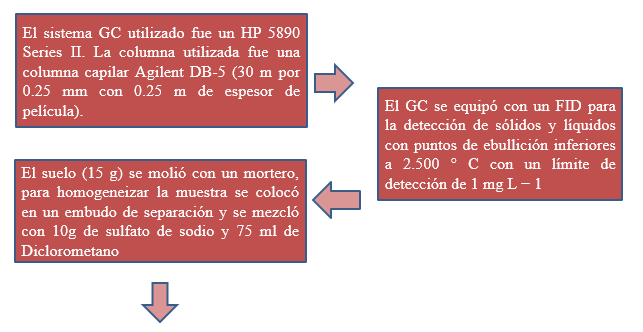 El sistema GC utilizado fue un HP 5890
Series II. La columna utilizada fue una
columna capilar Agilent DB-5 (30 m por
0.25 mm con 0.25 m de espesor de
película).
El GC se equipó con un FID para
la detección de sólidos y líquidos
con puntos de ebullición inferiores
a 2.500 ° C con un límite de
detección de 1 mg L − 1
El suelo (15 g) se molió con un mortero,
para homogeneizar la muestra se colocó
en un embudo de separación y se mezcló
con 10g de sulfato de sodio y 75 ml de
Diclorometano